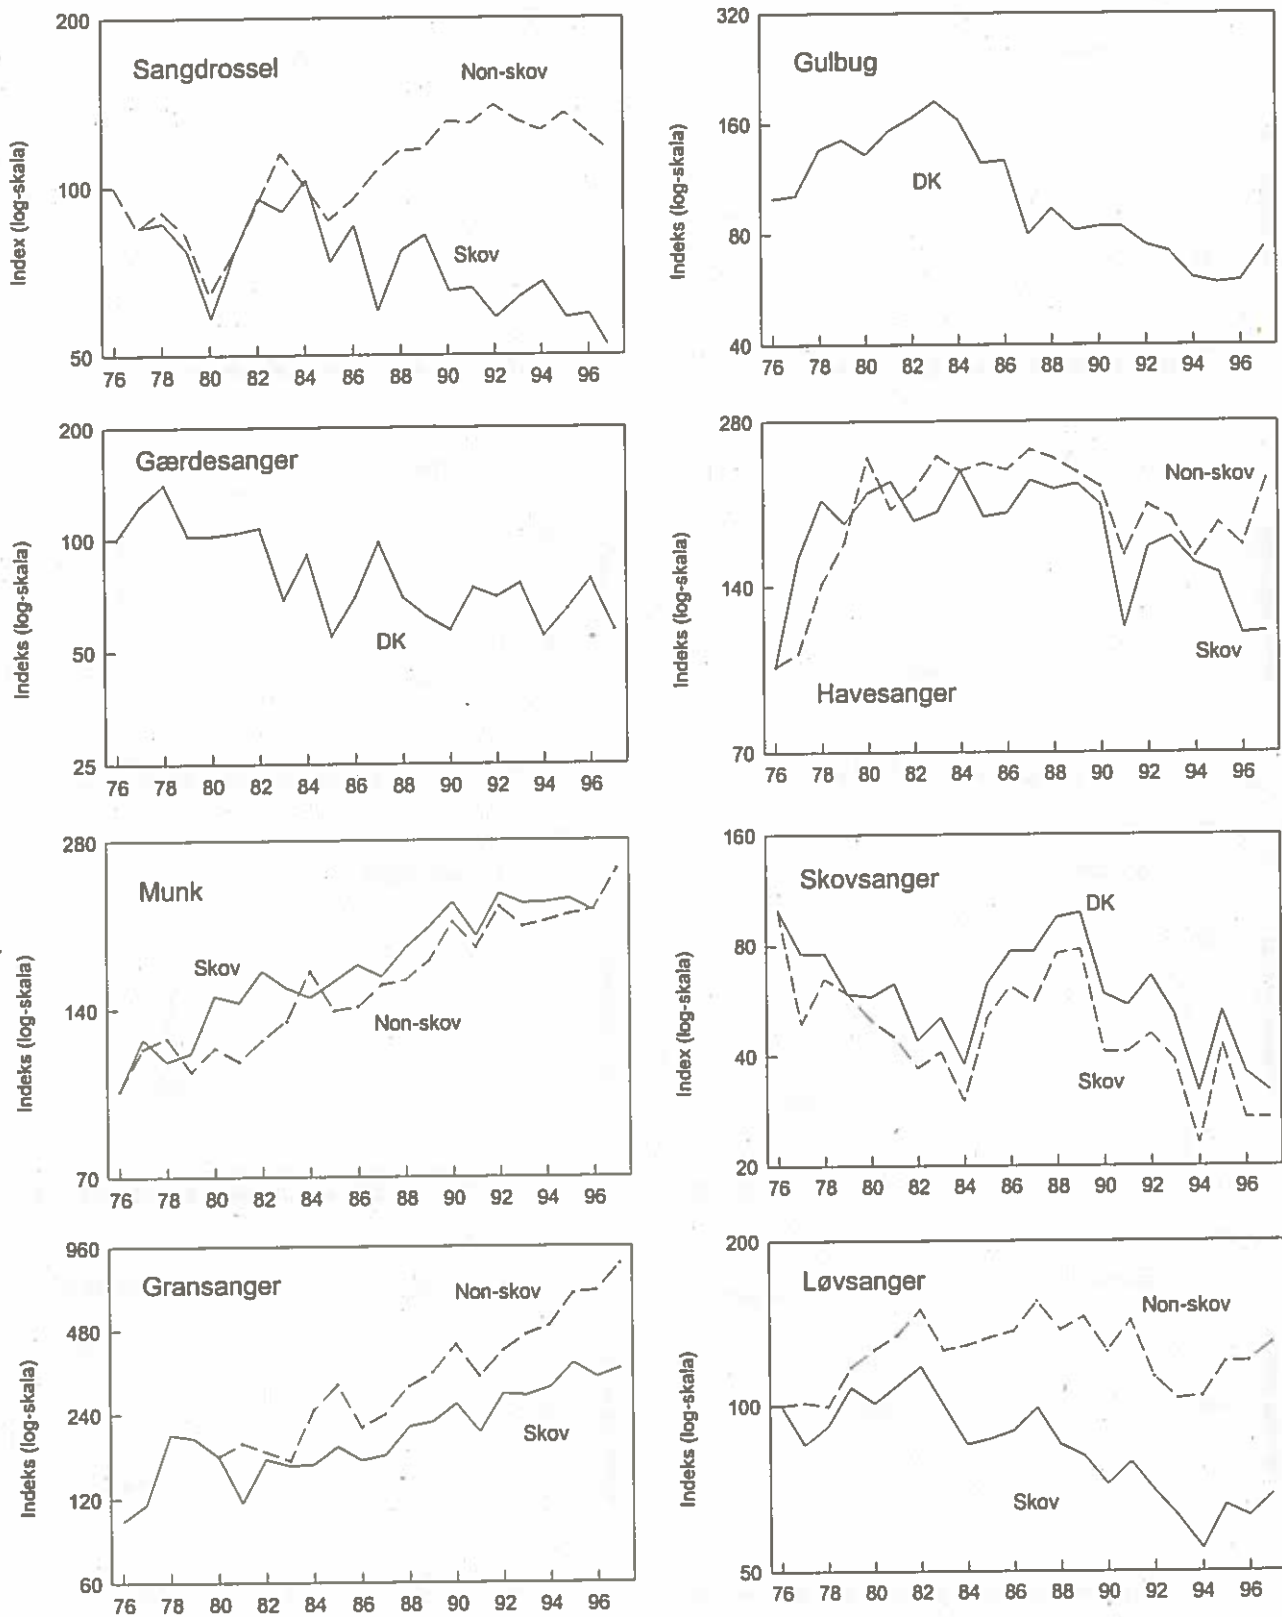 200
100
50
Index (log-skala)
Sangdrossel
Non-skov
Skov
76 78 80 82 84 86 88 90 92 94 96
320
160
80
40
Indeks (log-skala)
Gulbug
DK
76 78 80 82 84 86 88 90 92 94 96
200
100
50
25
Indeks (log-skala)
Gærdesanger
DK
76 78 80 82 84 86 88 90 92 94 96
280
140
70
Indeks (log-skala)
Non-skov
Skov
Havesanger
76 78 80 82 84 86 88 90 92 94 96
280
140
70
Indeks (log-skala)
Munk
Skov
Non-skov
76 78 80 82 84 86 88 90 92 94 96
160
80
40
20
Index (log-skala)
Skovsanger
DK
Skov
76 78 80 82 84 86 88 90 92 94 96
960
480
240
120
60
Indeks (log-skala)
Gransanger
Non-skov
Skov
76 78 80 82 84 86 88 90 92 94 96
200
100
50
Indeks (log-skala)
Løvsanger
Non-skov
Skov
76 78 80 82 84 86 88 90 92 94 96